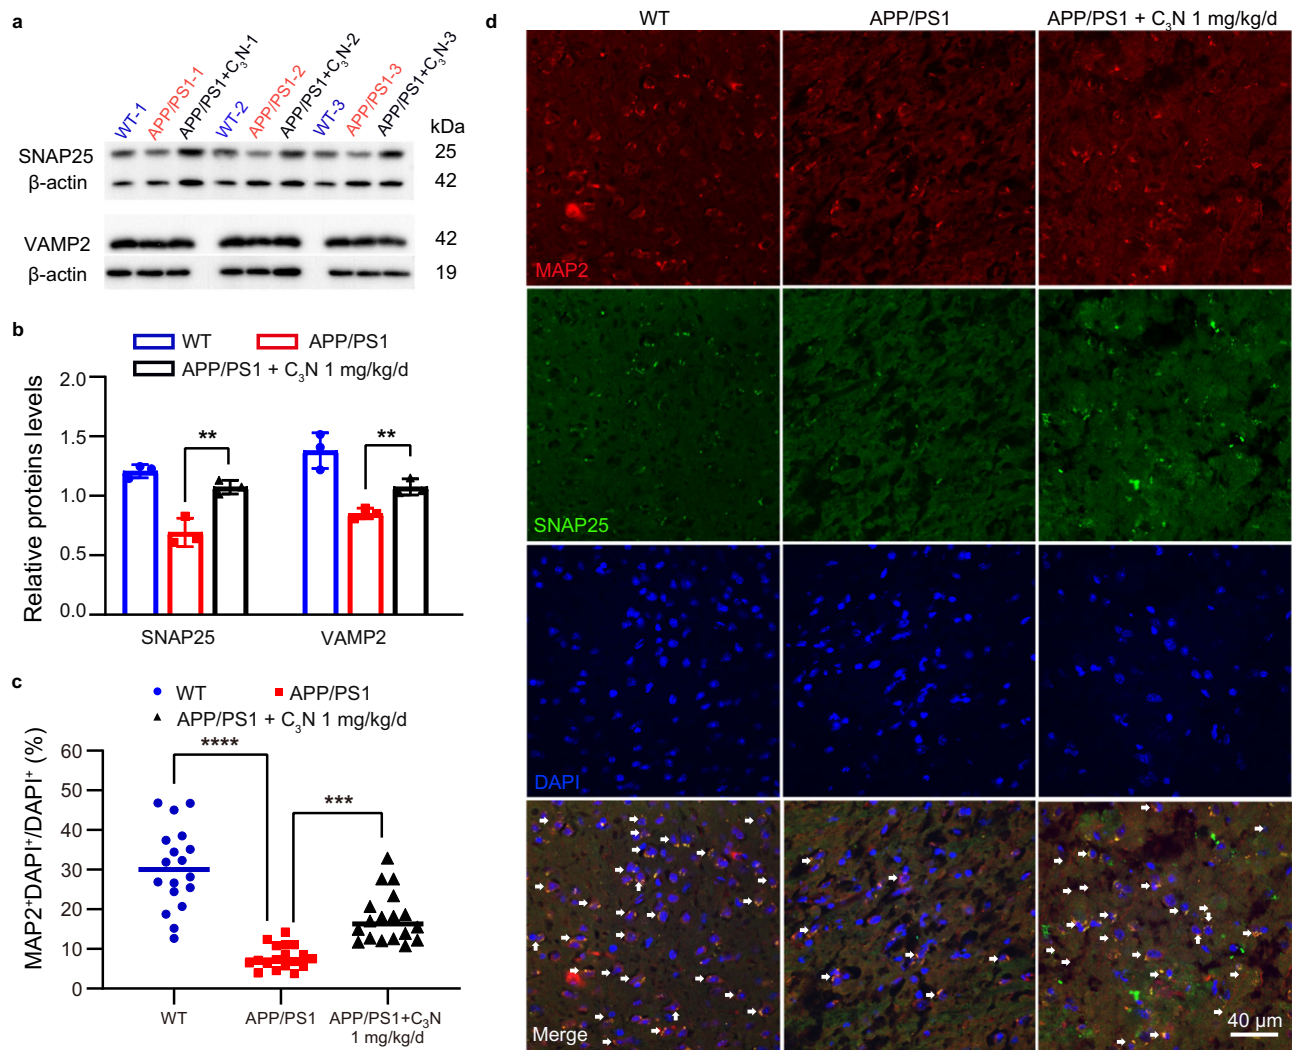 a
WT-1
APP/PS1-1
APP/PS1+C₃N-1
WT-2
APP/PS1-2
APP/PS1+C₃N-2
WT-3
APP/PS1-3
APP/PS1+C₃N-3
kDa
SNAP25
25
β-actin
42
VAMP2
42
β-actin
19
b
WT
APP/PS1
APP/PS1 + C₃N 1 mg/kg/d
Relative proteins levels
2.0
1.5
1.0
0.5
0.0
**
**
SNAP25
VAMP2
c
WT
APP/PS1
APP/PS1 + C₃N 1 mg/kg/d
MAP2⁺DAPI⁺/DAPI⁺ (%)
60
50
40
30
20
10
0
****
***
WT
APP/PS1
APP/PS1+C₃N
1 mg/kg/d
d
WT
APP/PS1
APP/PS1 + C₃N 1 mg/kg/d
MAP2
SNAP25
DAPI
Merge
40 µm